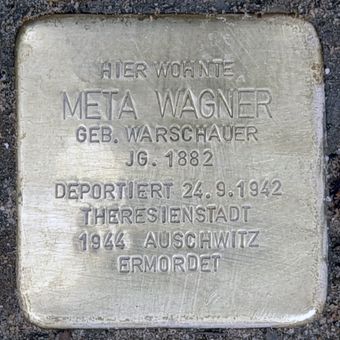 HIER WOHNTE
META WAGNER
GEB. WARSCHAUER
JG. 1882
DEPORTIERT 24.9.1942
THERESIENSTADT
1944 AUSCHWITZ
ERMORDET